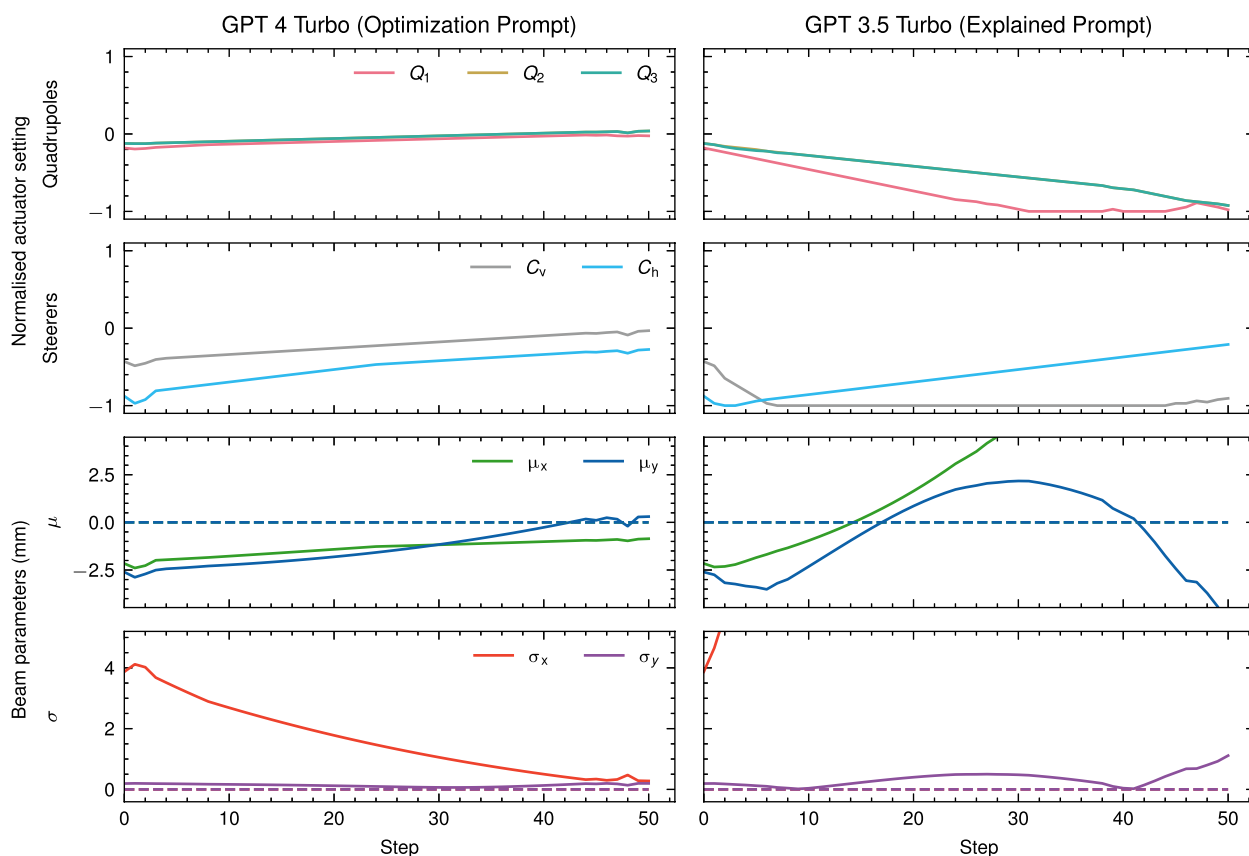 GPT 4 Turbo (Optimization Prompt)
GPT 3.5 Turbo (Explained Prompt)
Normalised actuator setting
Quadrupoles
1
0
−1
Q1 Q2 Q3
Steerers
1
0
−1
Cv Ch
Beam parameters (mm)
μ
2.5
0.0
−2.5
μx μy
σ
4
2
0
σx σy
0 10 20 30 40 50
0 10 20 30 40 50
Step
Step